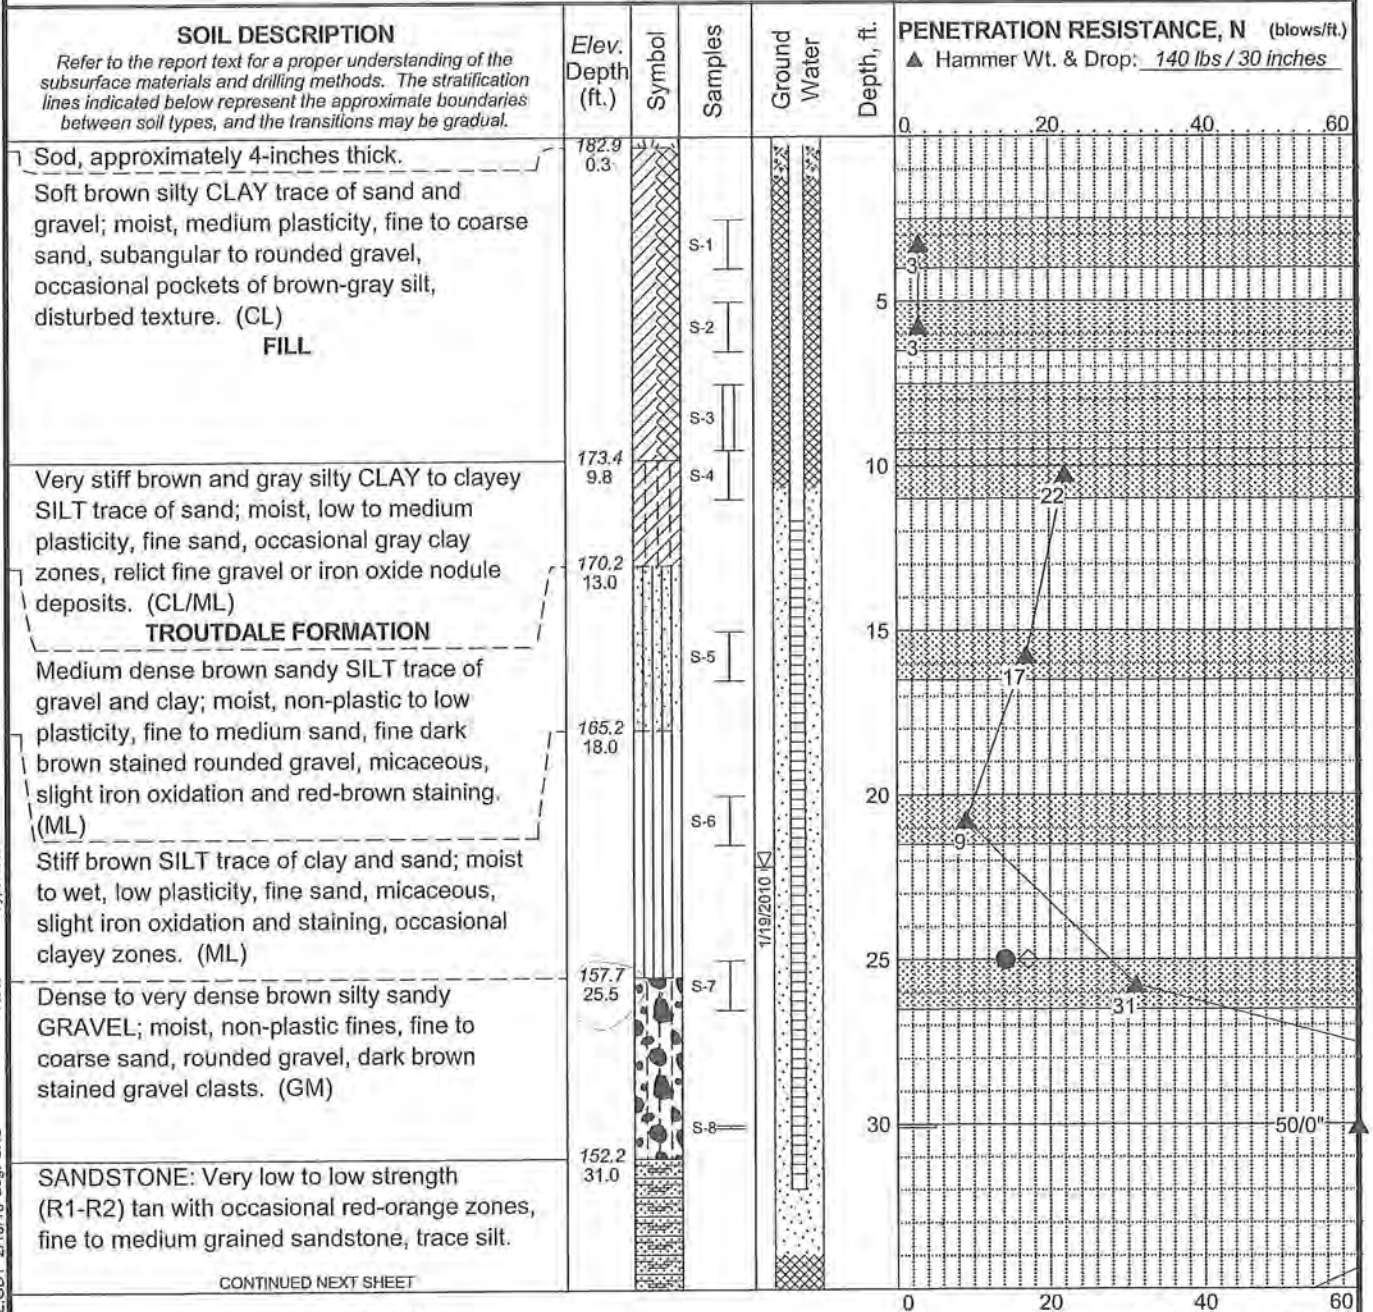 SOIL DESCRIPTION
Refer to the report text for a proper understanding of the
subsurface materials and drilling methods. The stratification
lines indicated below represent the approximate boundaries
between soil types, and the transitions may be gradual.
Elev.
Depth
(ft.)
Symbol
Samples
Ground
Water
Depth, ft.
PENETRATION RESISTANCE, N (blows/ft.)
▲ Hammer Wt. & Drop: 140 lbs / 30 inches
0 20 40 60
Sod, approximately 4-inches thick.
182.9
0.3
Soft brown silty CLAY trace of sand and
gravel; moist, medium plasticity, fine to coarse
sand, subangular to rounded gravel,
occasional pockets of brown-gray silt,
disturbed texture. (CL)
FILL
S-1
3
5
S-2
3
S-3
173.4
9.8
Very stiff brown and gray silty CLAY to clayey
SILT trace of sand; moist, low to medium
plasticity, fine sand, occasional gray clay
zones, relict fine gravel or iron oxide nodule
deposits. (CL/ML)
TROUTDALE FORMATION
S-4
10
22
170.2
13.0
Medium dense brown sandy SILT trace of
gravel and clay; moist, non-plastic to low
plasticity, fine to medium sand, fine dark
brown stained rounded gravel, micaceous,
slight iron oxidation and red-brown staining.
(ML)
15
S-5
17
165.2
18.0
Stiff brown SILT trace of clay and sand; moist
to wet, low plasticity, fine sand, micaceous,
slight iron oxidation and staining, occasional
clayey zones. (ML)
20
S-6
9
1/19/2010
25
157.7
25.5
Dense to very dense brown silty sandy
GRAVEL; moist, non-plastic fines, fine to
coarse sand, rounded gravel, dark brown
stained gravel clasts. (GM)
S-7
31
S-8
30
50/0"
152.2
31.0
SANDSTONE: Very low to low strength
(R1-R2) tan with occasional red-orange zones,
fine to medium grained sandstone, trace silt.
CONTINUED NEXT SHEET
0 20 40 60